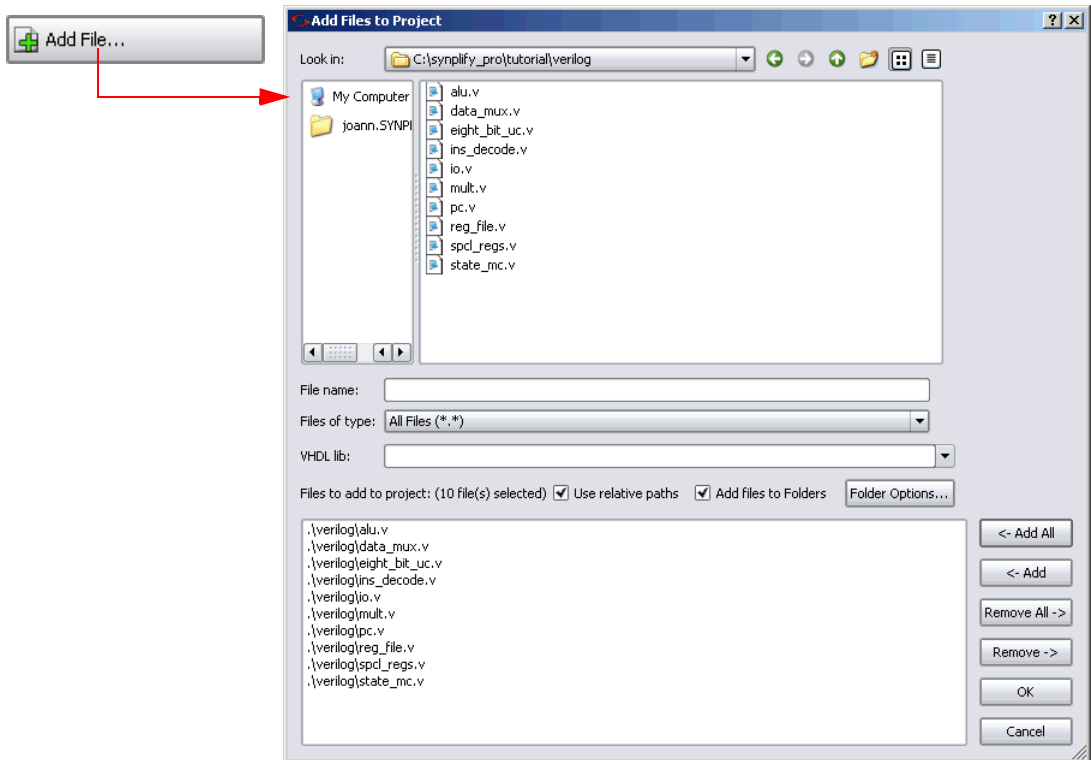 Add File...
Add Files to Project
Look in: C:\synplify_pro\tutorial\verilog
My Computer
joann.SYNPI
alu.v
data_mux.v
eight_bit_uc.v
ins_decode.v
io.v
mult.v
pc.v
reg_file.v
spcl_regs.v
state_mc.v
File name:
Files of type: All Files (*.*)
VHDL lib:
Files to add to project: (10 file(s) selected) Use relative paths Add files to Folders Folder Options...
.\verilog\alu.v
.\verilog\data_mux.v
.\verilog\eight_bit_uc.v
.\verilog\ins_decode.v
.\verilog\io.v
.\verilog\mult.v
.\verilog\pc.v
.\verilog\reg_file.v
.\verilog\spcl_regs.v
.\verilog\state_mc.v
<- Add All
<- Add
Remove All ->
Remove ->
OK
Cancel